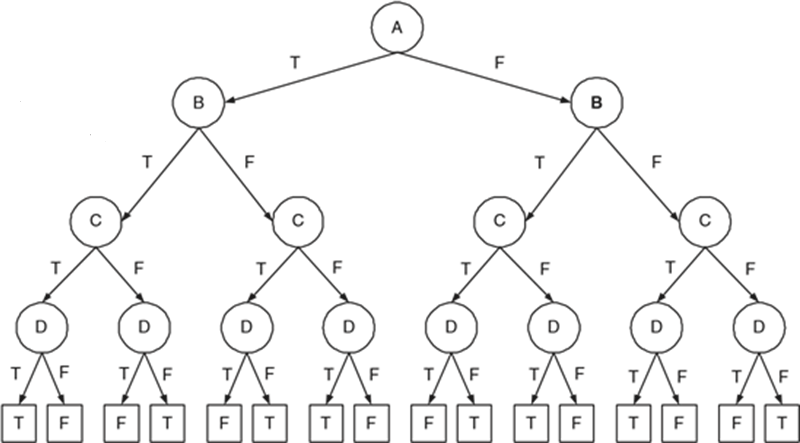 A
T F
B B
T F T F
C C C C
T F T F T F T F
D D D D D D D D
T F T F T F T F T F T F T F T F
T F F T F T T F F T T F T F F T